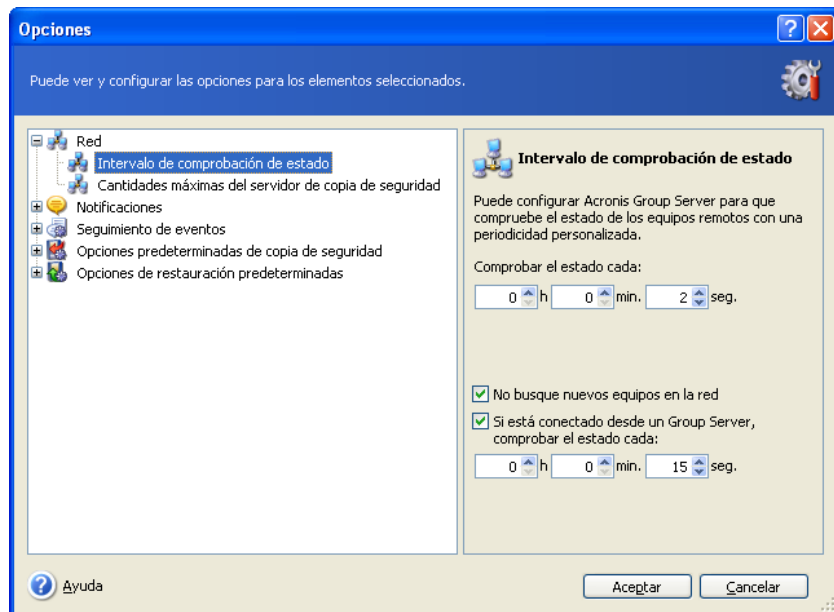 Opciones
Puede ver y configurar las opciones para los elementos seleccionados.
Red
Intervalo de comprobación de estado
Cantidades máximas del servidor de copia de seguridad
Notificaciones
Seguimiento de eventos
Opciones predeterminadas de copia de seguridad
Opciones de restauración predeterminadas
Intervalo de comprobación de estado
Puede configurar Acronis Group Server para que
compruebe el estado de los equipos remotos con una
periodicidad personalizada.
Comprobar el estado cada:
0 h 0 min. 2 seg.
No busque nuevos equipos en la red
Si está conectado desde un Group Server,
comprobar el estado cada:
0 h 0 min. 15 seg.
Ayuda
Aceptar
Cancelar